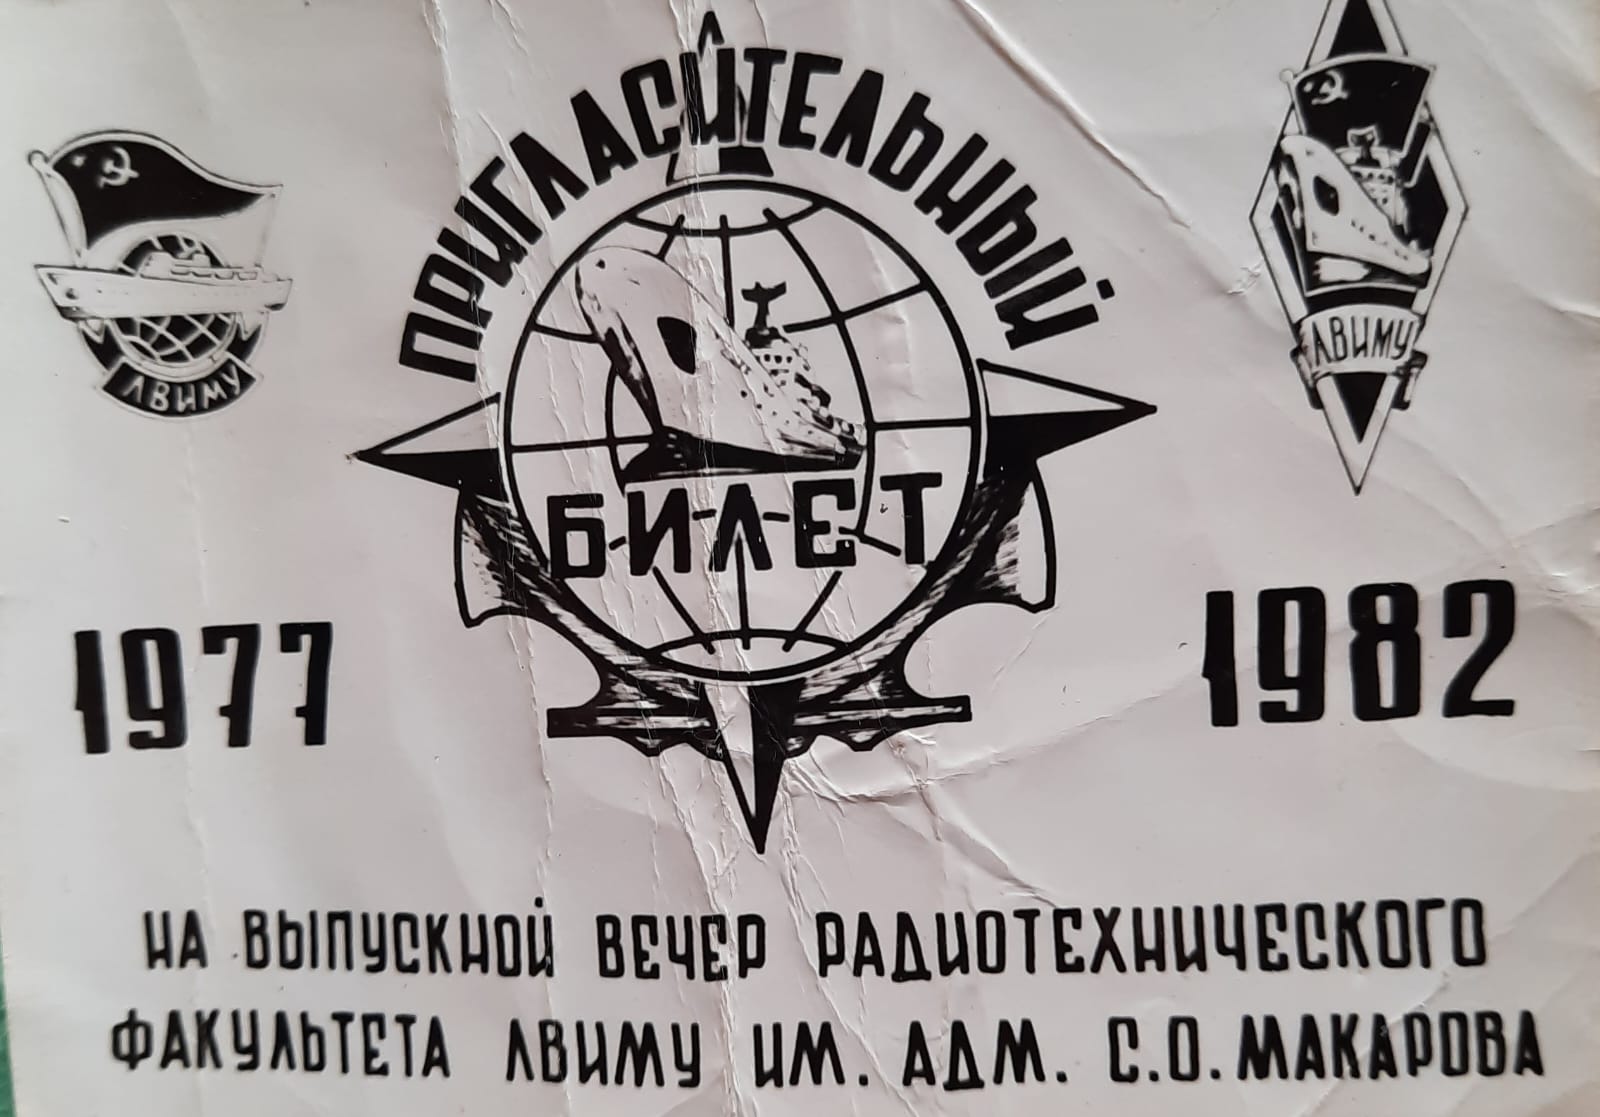 ПРИГЛАСИТЕЛЬНЫЙ
ЛВИМУ
ЛВИМУ
БИЛЕТ
1977
1982
НА ВЫПУСКНОЙ ВЕЧЕР РАДИОТЕХНИЧЕСКОГО
ФАКУЛЬТЕТА ЛВИМУ ИМ. АДМ. С.О. МАКАРОВА